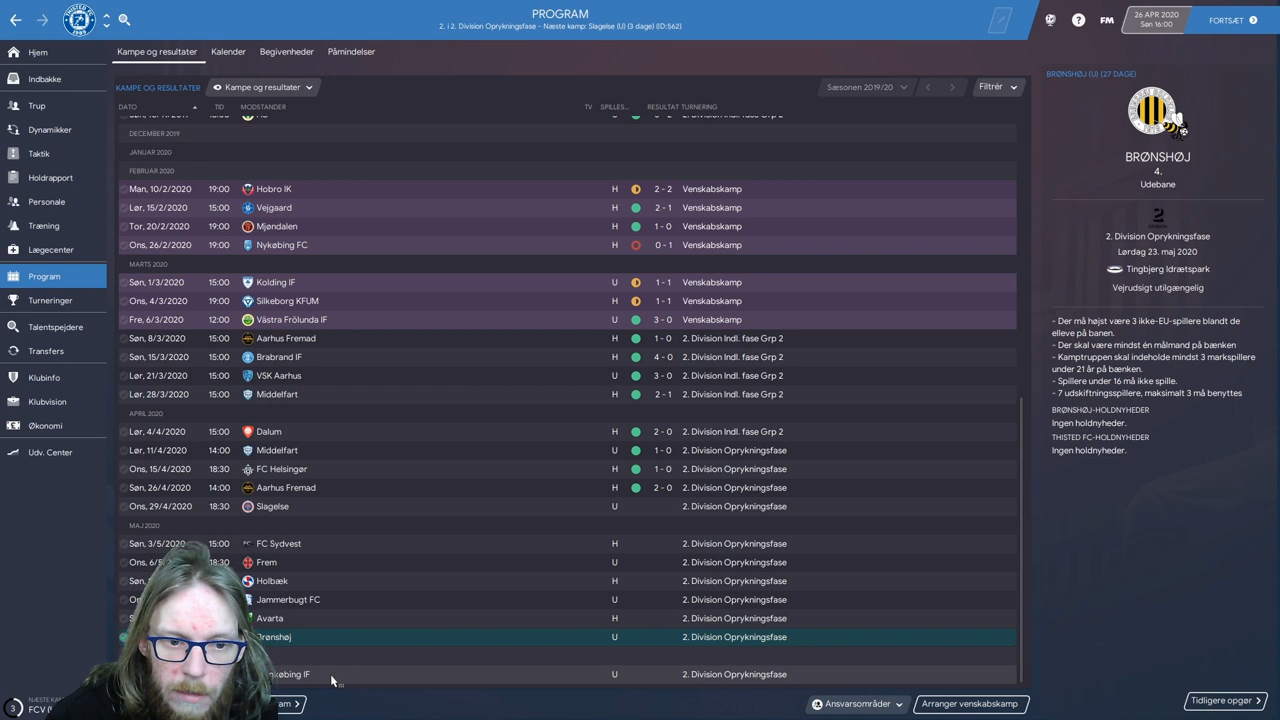 PROGRAM
2. i 2. Division Oprykningsfase - Næste kamp: Slagelse (U) (3 dage) (ID:562)
FM
26 APR 2020
Søn 16:00
FORTSÆT
Hjem
Indbakke
Trup
Dynamikker
Taktik
Holdrapport
Personale
Træning
Lægecenter
Program
Turneringer
Talentspejdere
Transfers
Klubinfo
Klubvision
Økonomi
Udv. Center
Kampe og resultater Kalender Begivenheder Påmindelser
KAMPE OG RESULTATER Kampe og resultater Sæsonen 2019/20 Filtrér
DATO TID MODSTANDER TV SPILLES... RESULTAT TURNERING
DECEMBER 2019
JANUAR 2020
FEBRUAR 2020
Man, 10/2/2020 19:00 Hobro IK H 2 - 2 Venskabskamp
Lør, 15/2/2020 15:00 Vejgaard H 2 - 1 Venskabskamp
Tor, 20/2/2020 19:00 Mjøndalen H 1 - 0 Venskabskamp
Ons, 26/2/2020 19:00 Nykøbing FC H 0 - 1 Venskabskamp
MARTS 2020
Søn, 1/3/2020 15:00 Kolding IF U 1 - 1 Venskabskamp
Ons, 4/3/2020 19:00 Silkeborg KFUM H 1 - 1 Venskabskamp
Fre, 6/3/2020 12:00 Västra Frölunda IF U 3 - 0 Venskabskamp
Søn, 8/3/2020 15:00 Aarhus Fremad H 1 - 0 2. Division Indl. fase Grp 2
Søn, 15/3/2020 15:00 Brabrand IF H 4 - 0 2. Division Indl. fase Grp 2
Lør, 21/3/2020 15:00 VSK Aarhus H 3 - 0 2. Division Indl. fase Grp 2
Lør, 28/3/2020 15:00 Middelfart H 2 - 1 2. Division Indl. fase Grp 2
APRIL 2020
Lør, 4/4/2020 15:00 Dalum H 2 - 0 2. Division Indl. fase Grp 2
Lør, 11/4/2020 14:00 Middelfart U 1 - 0 2. Division Oprykningsfase
Ons, 15/4/2020 18:30 FC Helsingør H 1 - 0 2. Division Oprykningsfase
Søn, 26/4/2020 14:00 Aarhus Fremad H 2 - 0 2. Division Oprykningsfase
Ons, 29/4/2020 18:30 Slagelse U 2. Division Oprykningsfase
MAJ 2020
Søn, 3/5/2020 15:00 FC Sydvest H 2. Division Oprykningsfase
Ons, 6/5 18:30 Frem U 2. Division Oprykningsfase
Søn, Holbæk H 2. Division Oprykningsfase
Jammerbugt FC U 2. Division Oprykningsfase
Avarta H 2. Division Oprykningsfase
Brønshøj U 2. Division Oprykningsfase
købing IF U 2. Division Oprykningsfase
NÆSTE KA
FCV
Ansvarsområder Arranger venskabskamp Tidligere opgør
BRØNSHØJ (U) (27 DAGE)
BRØNSHØJ
4.
Udebane
2. Division Oprykningsfase
Lørdag 23. maj 2020
Tingbjerg Idrætspark
Vejrudsigt utilgængelig
- Der må højst være 3 ikke-EU-spillere blandt de
elleve på banen.
- Der skal være mindst én målmand på bænken
- Kamptruppen skal indeholde mindst 3 markspillere
under 21 år på bænken.
- Spillere under 16 må ikke spille.
- 7 udskiftningsspillere, maksimalt 3 må benyttes
BRØNSHØJ-HOLDNYHEDER
Ingen holdnyheder.
THISTED FC-HOLDNYHEDER
Ingen holdnyheder.